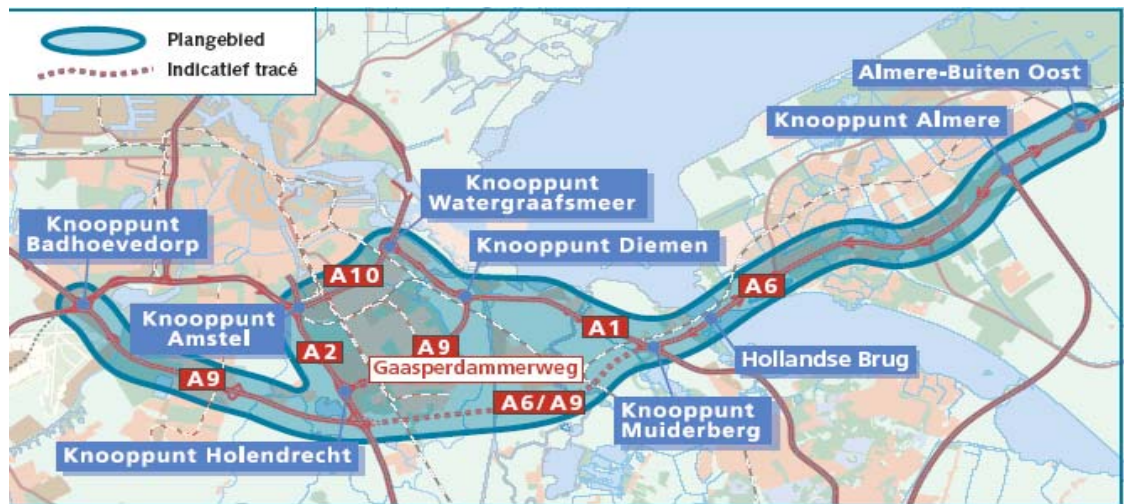 Plangebied
Indicatief tracé
Almere-Buiten Oost
Knooppunt Almere
Knooppunt
Watergraafsmeer
Knooppunt
Badhoevedorp
Knooppunt Diemen
A10
A6
Knooppunt
Amstel
A1
A2
A9
Hollandse Brug
Gaasperdammerweg
A9
A6/A9
Knooppunt
Muiderberg
Knooppunt Holendrecht